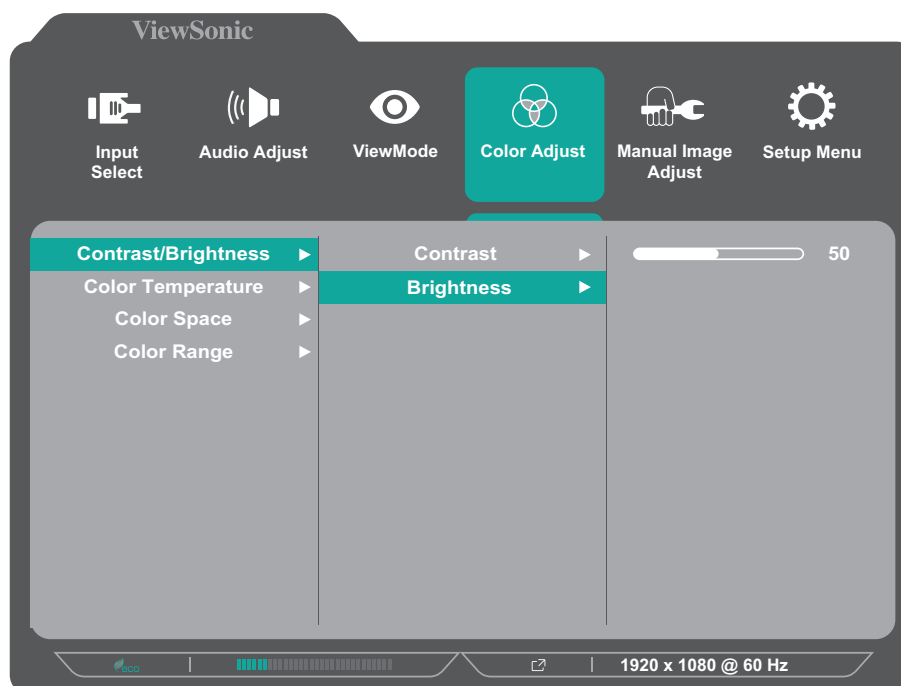 ViewSonic
Input Select
Audio Adjust
ViewMode
Color Adjust
Manual Image Adjust
Setup Menu
Contrast/Brightness
Contrast
50
Color Temperature
Brightness
Color Space
Color Range
eco
1920 x 1080 @ 60 Hz